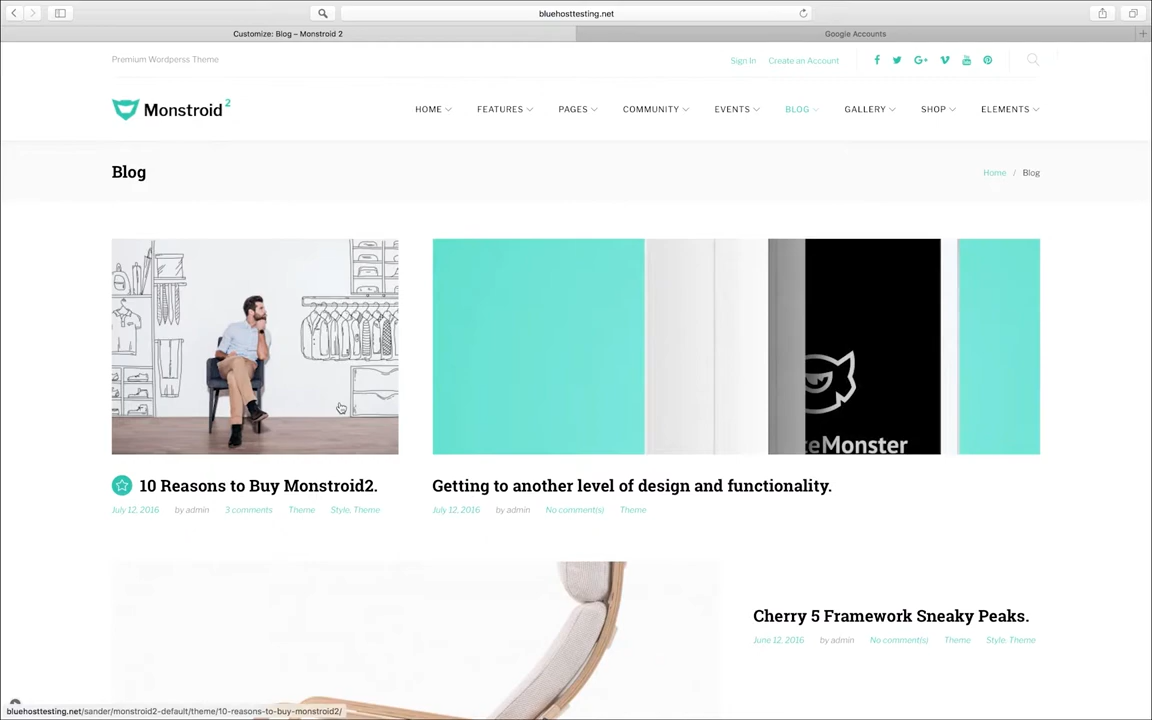 bluehosttesting.net
Customize: Blog – Monstroid 2
Google Accounts
Premium Wordperss Theme
Sign In
Create an Account
Monstroid 2
HOME
FEATURES
PAGES
COMMUNITY
EVENTS
BLOG
GALLERY
SHOP
ELEMENTS
Blog
Home / Blog
eMonster
10 Reasons to Buy Monstroid2.
July 12, 2016 by admin 3 comments Theme Style, Theme
Getting to another level of design and functionality.
July 12, 2016 by admin No comment(s) Theme
Cherry 5 Framework Sneaky Peaks.
June 12, 2016 by admin No comment(s) Theme Style, Theme
bluehosttesting.net/sander/monstroid2-default/theme/10-reasons-to-buy-monstroid2/